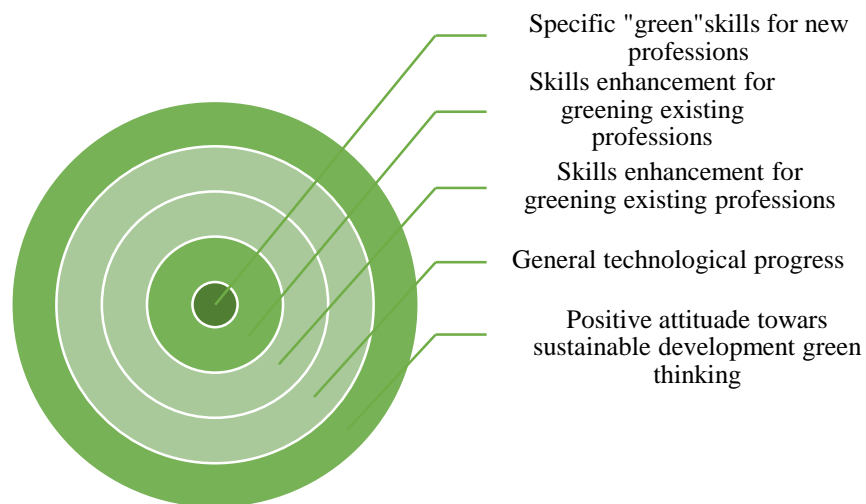 Specific "green"skills for new
professions
Skills enhancement for
greening existing
professions
Skills enhancement for
greening existing professions
General technological progress
Positive attituade towars
sustainable development green
thinking